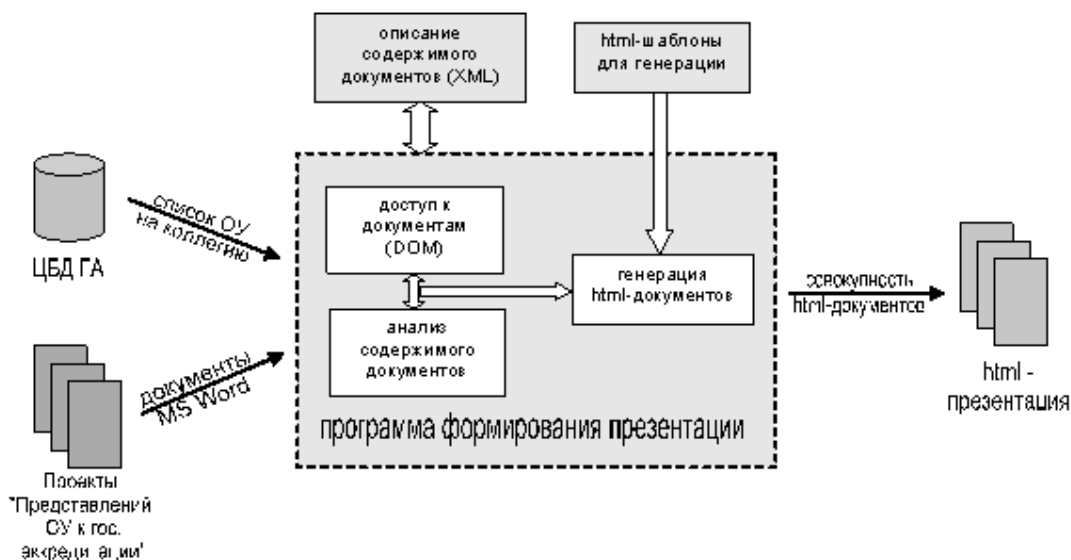 описание
содержимого
документов (XML)
html-шаблоны
для генерации
список ОУ
на коллегию
ЦБД ГА
доступ к
документам
(DOM)
генерация
html-документов
анализ
содержимого
документов
программа формирования презентации
совокупность
html-документов
html -
презентация
документы
MS Word
Проекты
"Представлений
ОУ к гос.
аккредитации"